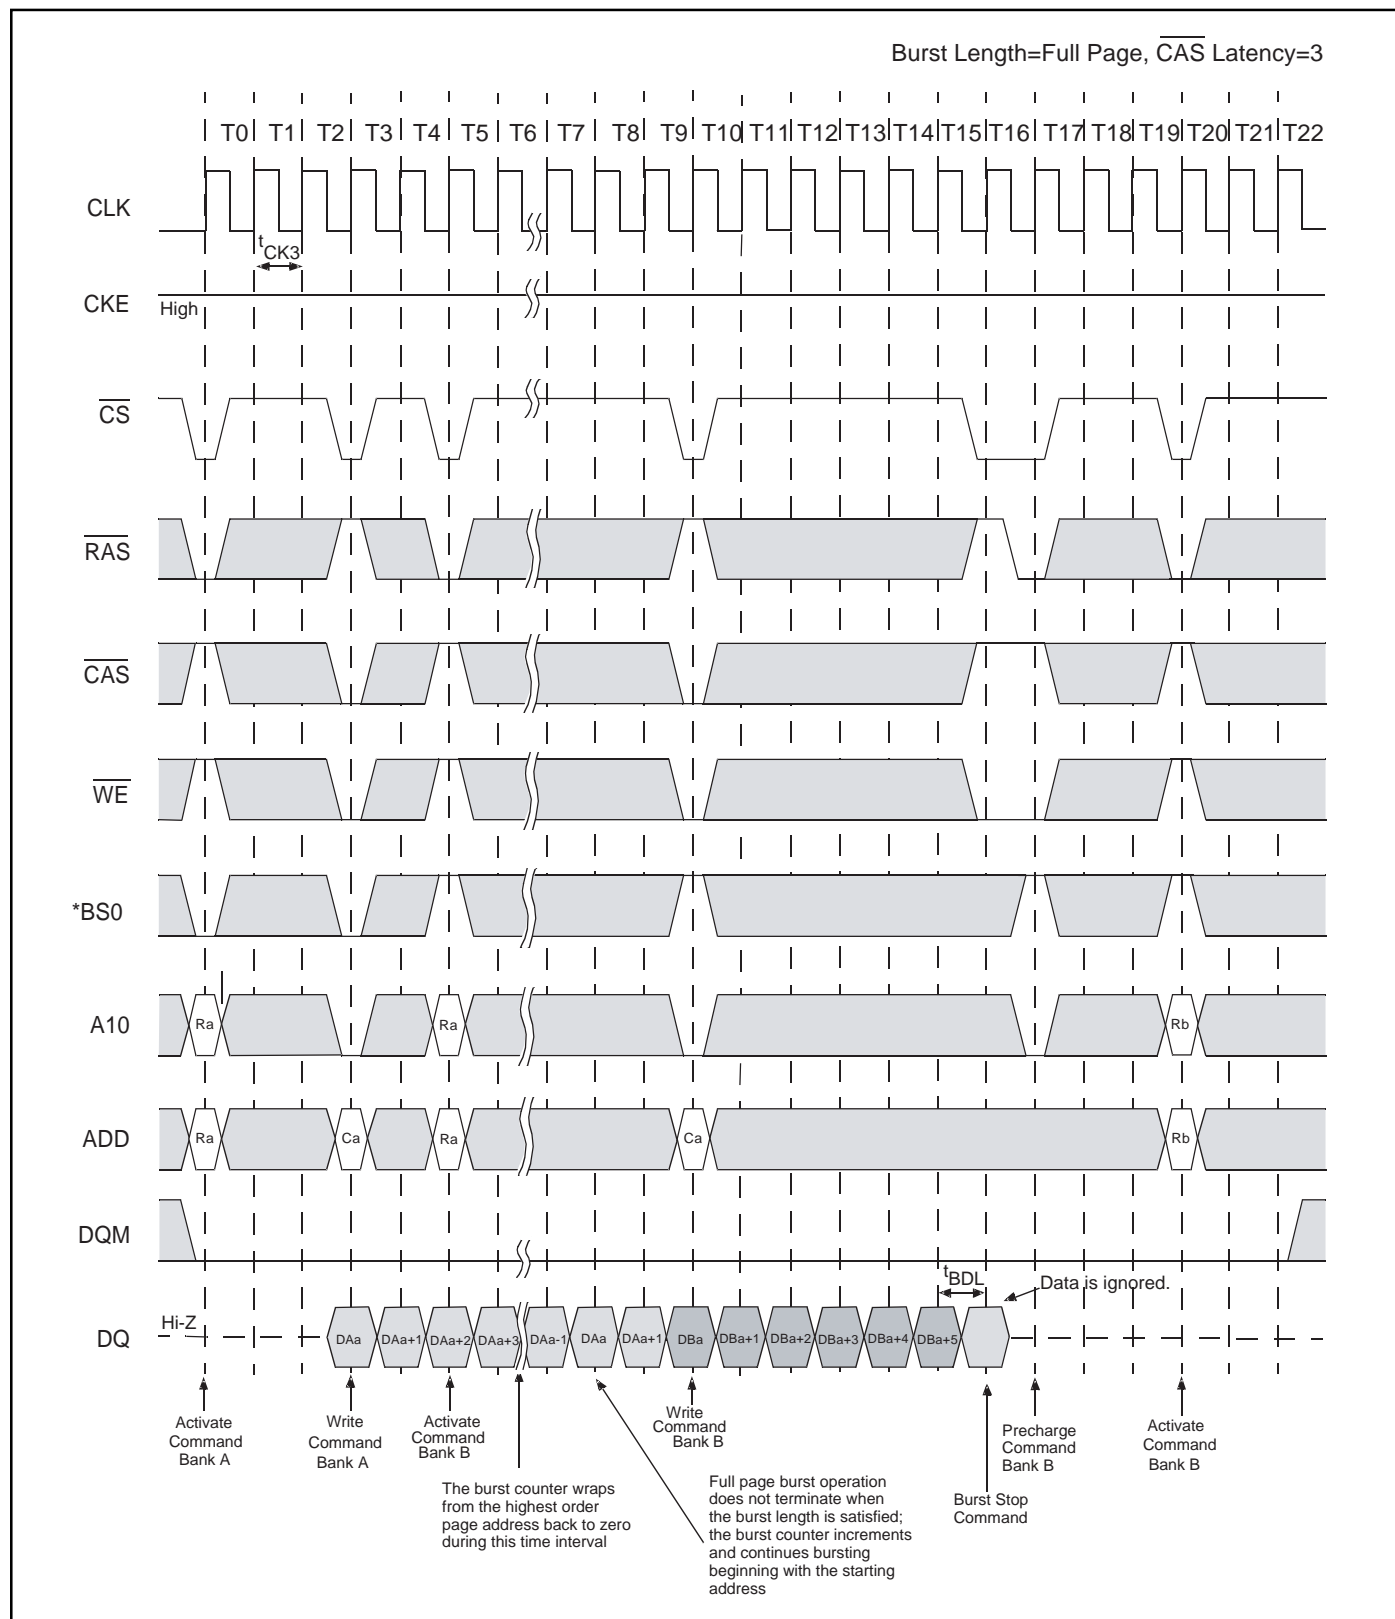 Burst Length=Full Page, CAS Latency=3
T0 T1 T2 T3 T4 T5 T6 T7 T8 T9 T10 T11 T12 T13 T14 T15 T16 T17 T18 T19 T20 T21 T22
CLK
tCK3
CKE
High
CS
RAS
CAS
WE
*BS0
A10
Ra Ra Rb
ADD
Ra Ca Ra Ca Rb
DQM
tBDL
Data is ignored.
Hi-Z
DQ
DAa DAa+1 DAa+2 DAa+3 DAa-1 DAa DAa+1 DBa DBa+1 DBa+2 DBa+3 DBa+4 DBa+5
Activate
Command
Bank A
Write
Command
Bank A
Activate
Command
Bank B
Write
Command
Bank B
Precharge
Command
Bank B
Activate
Command
Bank B
The burst counter wraps
from the highest order
page address back to zero
during this time interval
Full page burst operation
does not terminate when
the burst length is satisfied;
the burst counter increments
and continues bursting
beginning with the starting
address
Burst Stop
Command